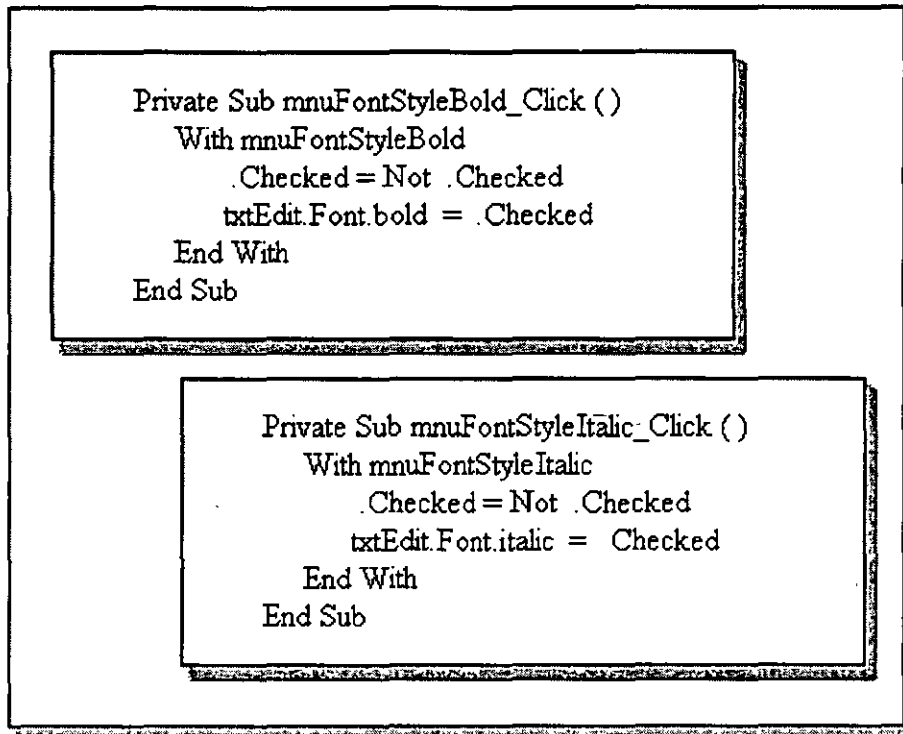 Private Sub mnuFontStyleBold_Click ( )
With mnuFontStyleBold
.Checked = Not .Checked
txtEdit.Font.bold = .Checked
End With
End Sub
Private Sub mnuFontStyleItalic_Click ( )
With mnuFontStyleItalic
.Checked = Not .Checked
txtEdit.Font.italic = Checked
End With
End Sub